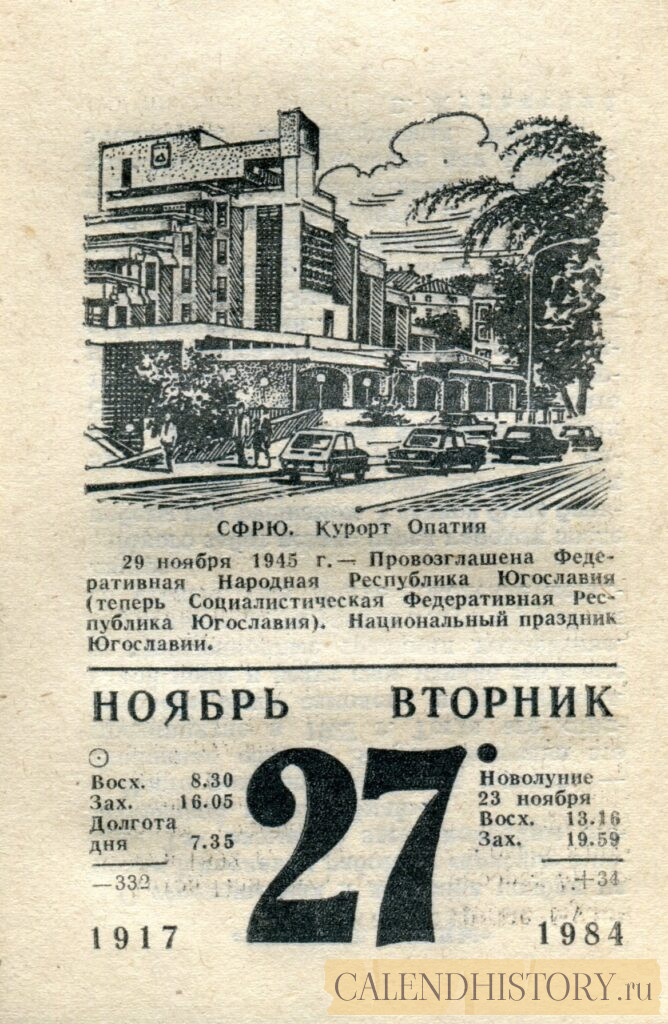 СФРЮ. Курорт Опатия
29 ноября 1945 г.— Провозглашена Феде-
ративная Народная Республика Югославия
(теперь Социалистическая Федеративная Рес-
публика Югославия). Национальный праздник
Югославии.
НОЯБРЬ ВТОРНИК
27
Восх. 8.30
Зах. 16.05
Долгота
дня 7.35
—332
1917
Новолуние
23 ноября
Восх. 13.16
Зах. 19.59
+34
1984
CALENDHISTORY.ru